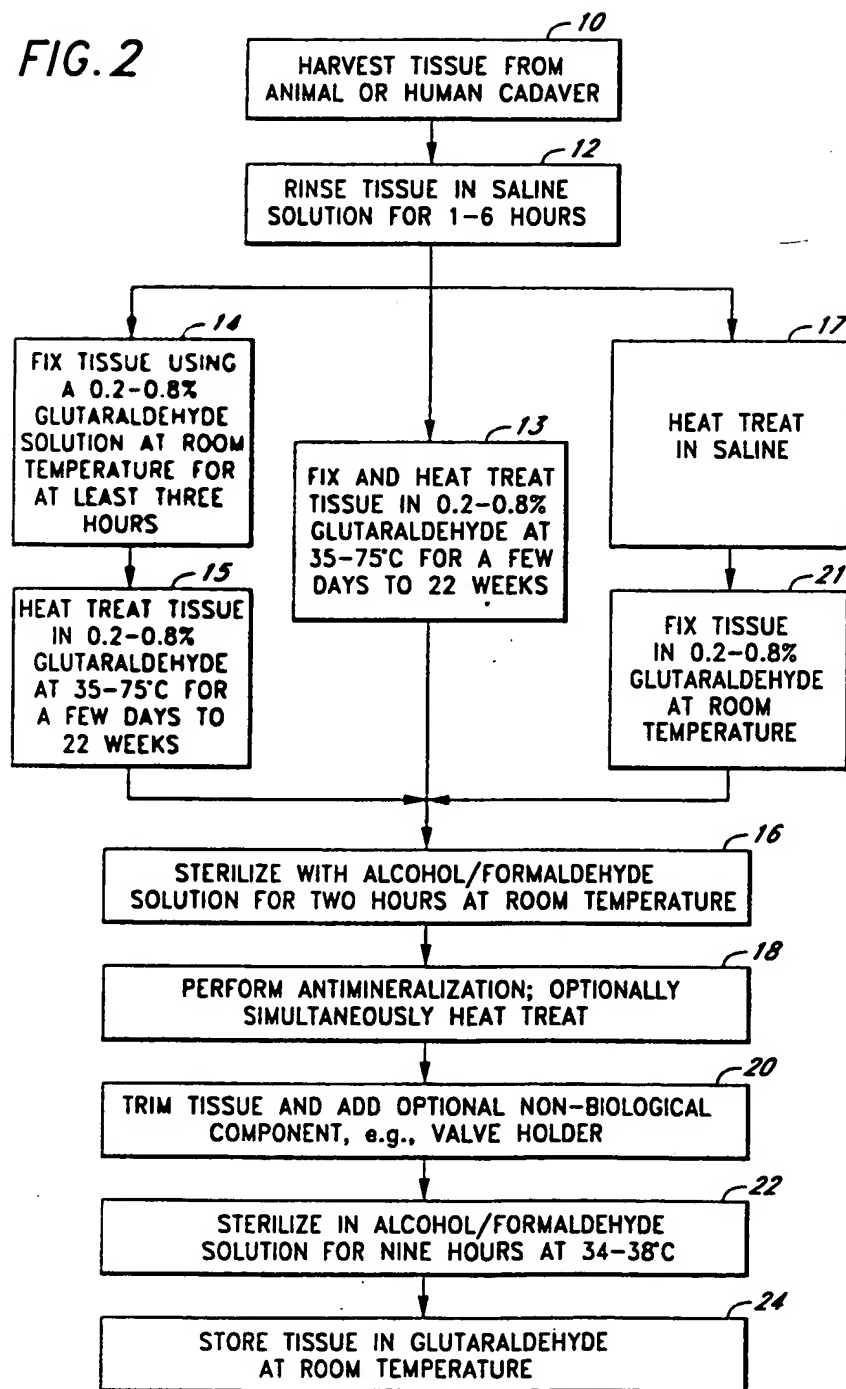 FIG. 2
10
HARVEST TISSUE FROM
ANIMAL OR HUMAN CADAVER
12
RINSE TISSUE IN SALINE
SOLUTION FOR 1-6 HOURS
14
FIX TISSUE USING
A 0.2-0.8%
GLUTARALDEHYDE
SOLUTION AT ROOM
TEMPERATURE FOR
AT LEAST THREE
HOURS
15
HEAT TREAT TISSUE
IN 0.2-0.8%
GLUTARALDEHYDE
AT 35-75°C FOR
A FEW DAYS TO
22 WEEKS
13
FIX AND HEAT TREAT
TISSUE IN 0.2-0.8%
GLUTARALDEHYDE AT
35-75°C FOR A FEW
DAYS TO 22 WEEKS
17
HEAT TREAT
IN SALINE
21
FIX TISSUE
IN 0.2-0.8%
GLUTARALDEHYDE
AT ROOM
TEMPERATURE
16
STERILIZE WITH ALCOHOL/FORMALDEHYDE
SOLUTION FOR TWO HOURS AT ROOM TEMPERATURE
18
PERFORM ANTIMINERALIZATION; OPTIONALLY
SIMULTANEOUSLY HEAT TREAT
20
TRIM TISSUE AND ADD OPTIONAL NON-BIOLOGICAL
COMPONENT, e.g., VALVE HOLDER
22
STERILIZE IN ALCOHOL/FORMALDEHYDE
SOLUTION FOR NINE HOURS AT 34-38°C
24
STORE TISSUE IN GLUTARALDEHYDE
AT ROOM TEMPERATURE